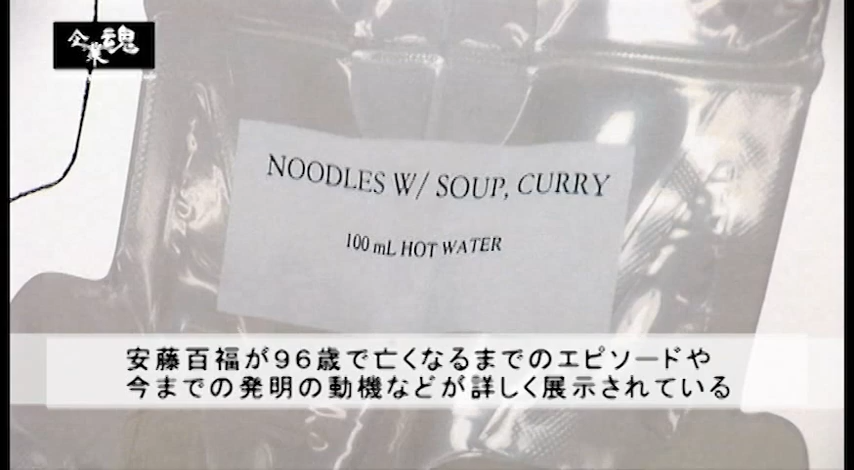 企業魂
NOODLES W/ SOUP, CURRY
100 mL HOT WATER
安藤百福が96歳で亡くなるまでのエピソードや
今までの発明の動機などが詳しく展示されている